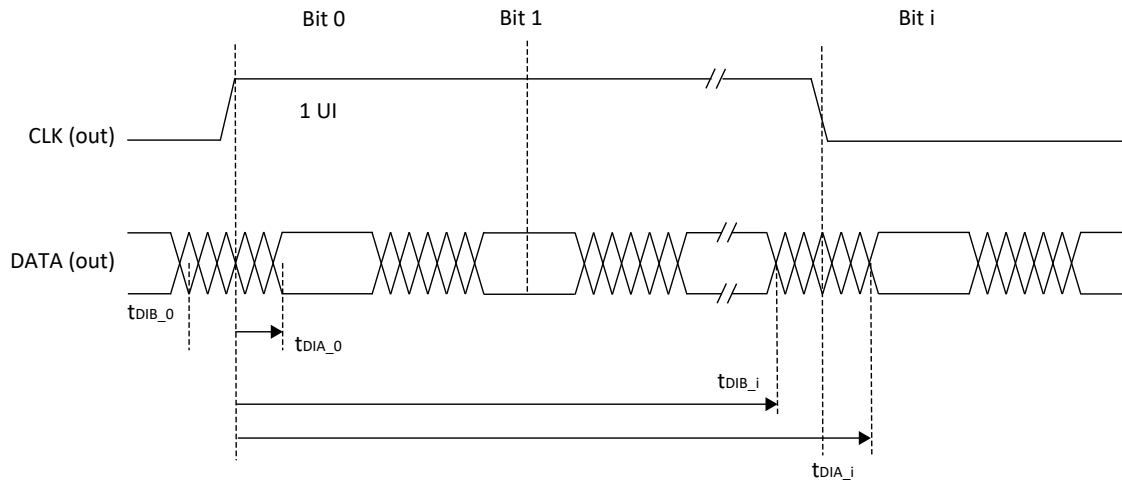 Bit 0 Bit 1 Bit i
1 UI
CLK (out)
DATA (out)
tDIB_0
tDIA_0
tDIB_i
tDIA_i